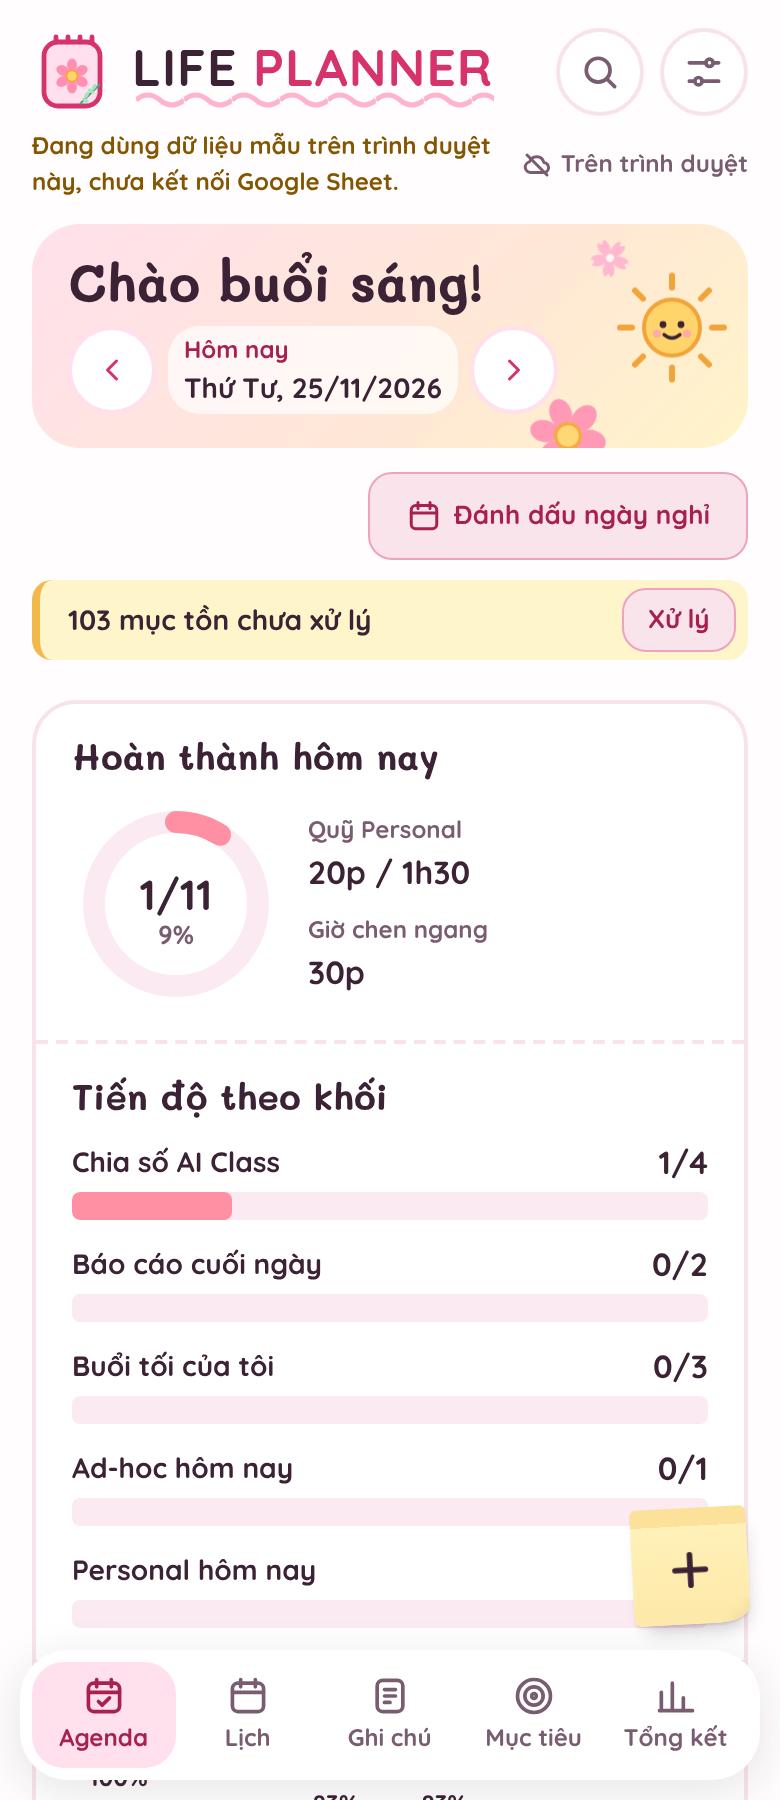 LIFE PLANNER
Đang dùng dữ liệu mẫu trên trình duyệt
này, chưa kết nối Google Sheet.
Trên trình duyệt
Chào buổi sáng!
Hôm nay
Thứ Tư, 25/11/2026
Đánh dấu ngày nghỉ
103 mục tồn chưa xử lý
Xử lý
Hoàn thành hôm nay
1/11
9%
Quỹ Personal
20p / 1h30
Giờ chen ngang
30p
Tiến độ theo khối
Chia số AI Class
1/4
Báo cáo cuối ngày
0/2
Buổi tối của tôi
0/3
Ad-hoc hôm nay
0/1
Personal hôm nay
Agenda
Lịch
Ghi chú
Mục tiêu
Tổng kết
100%